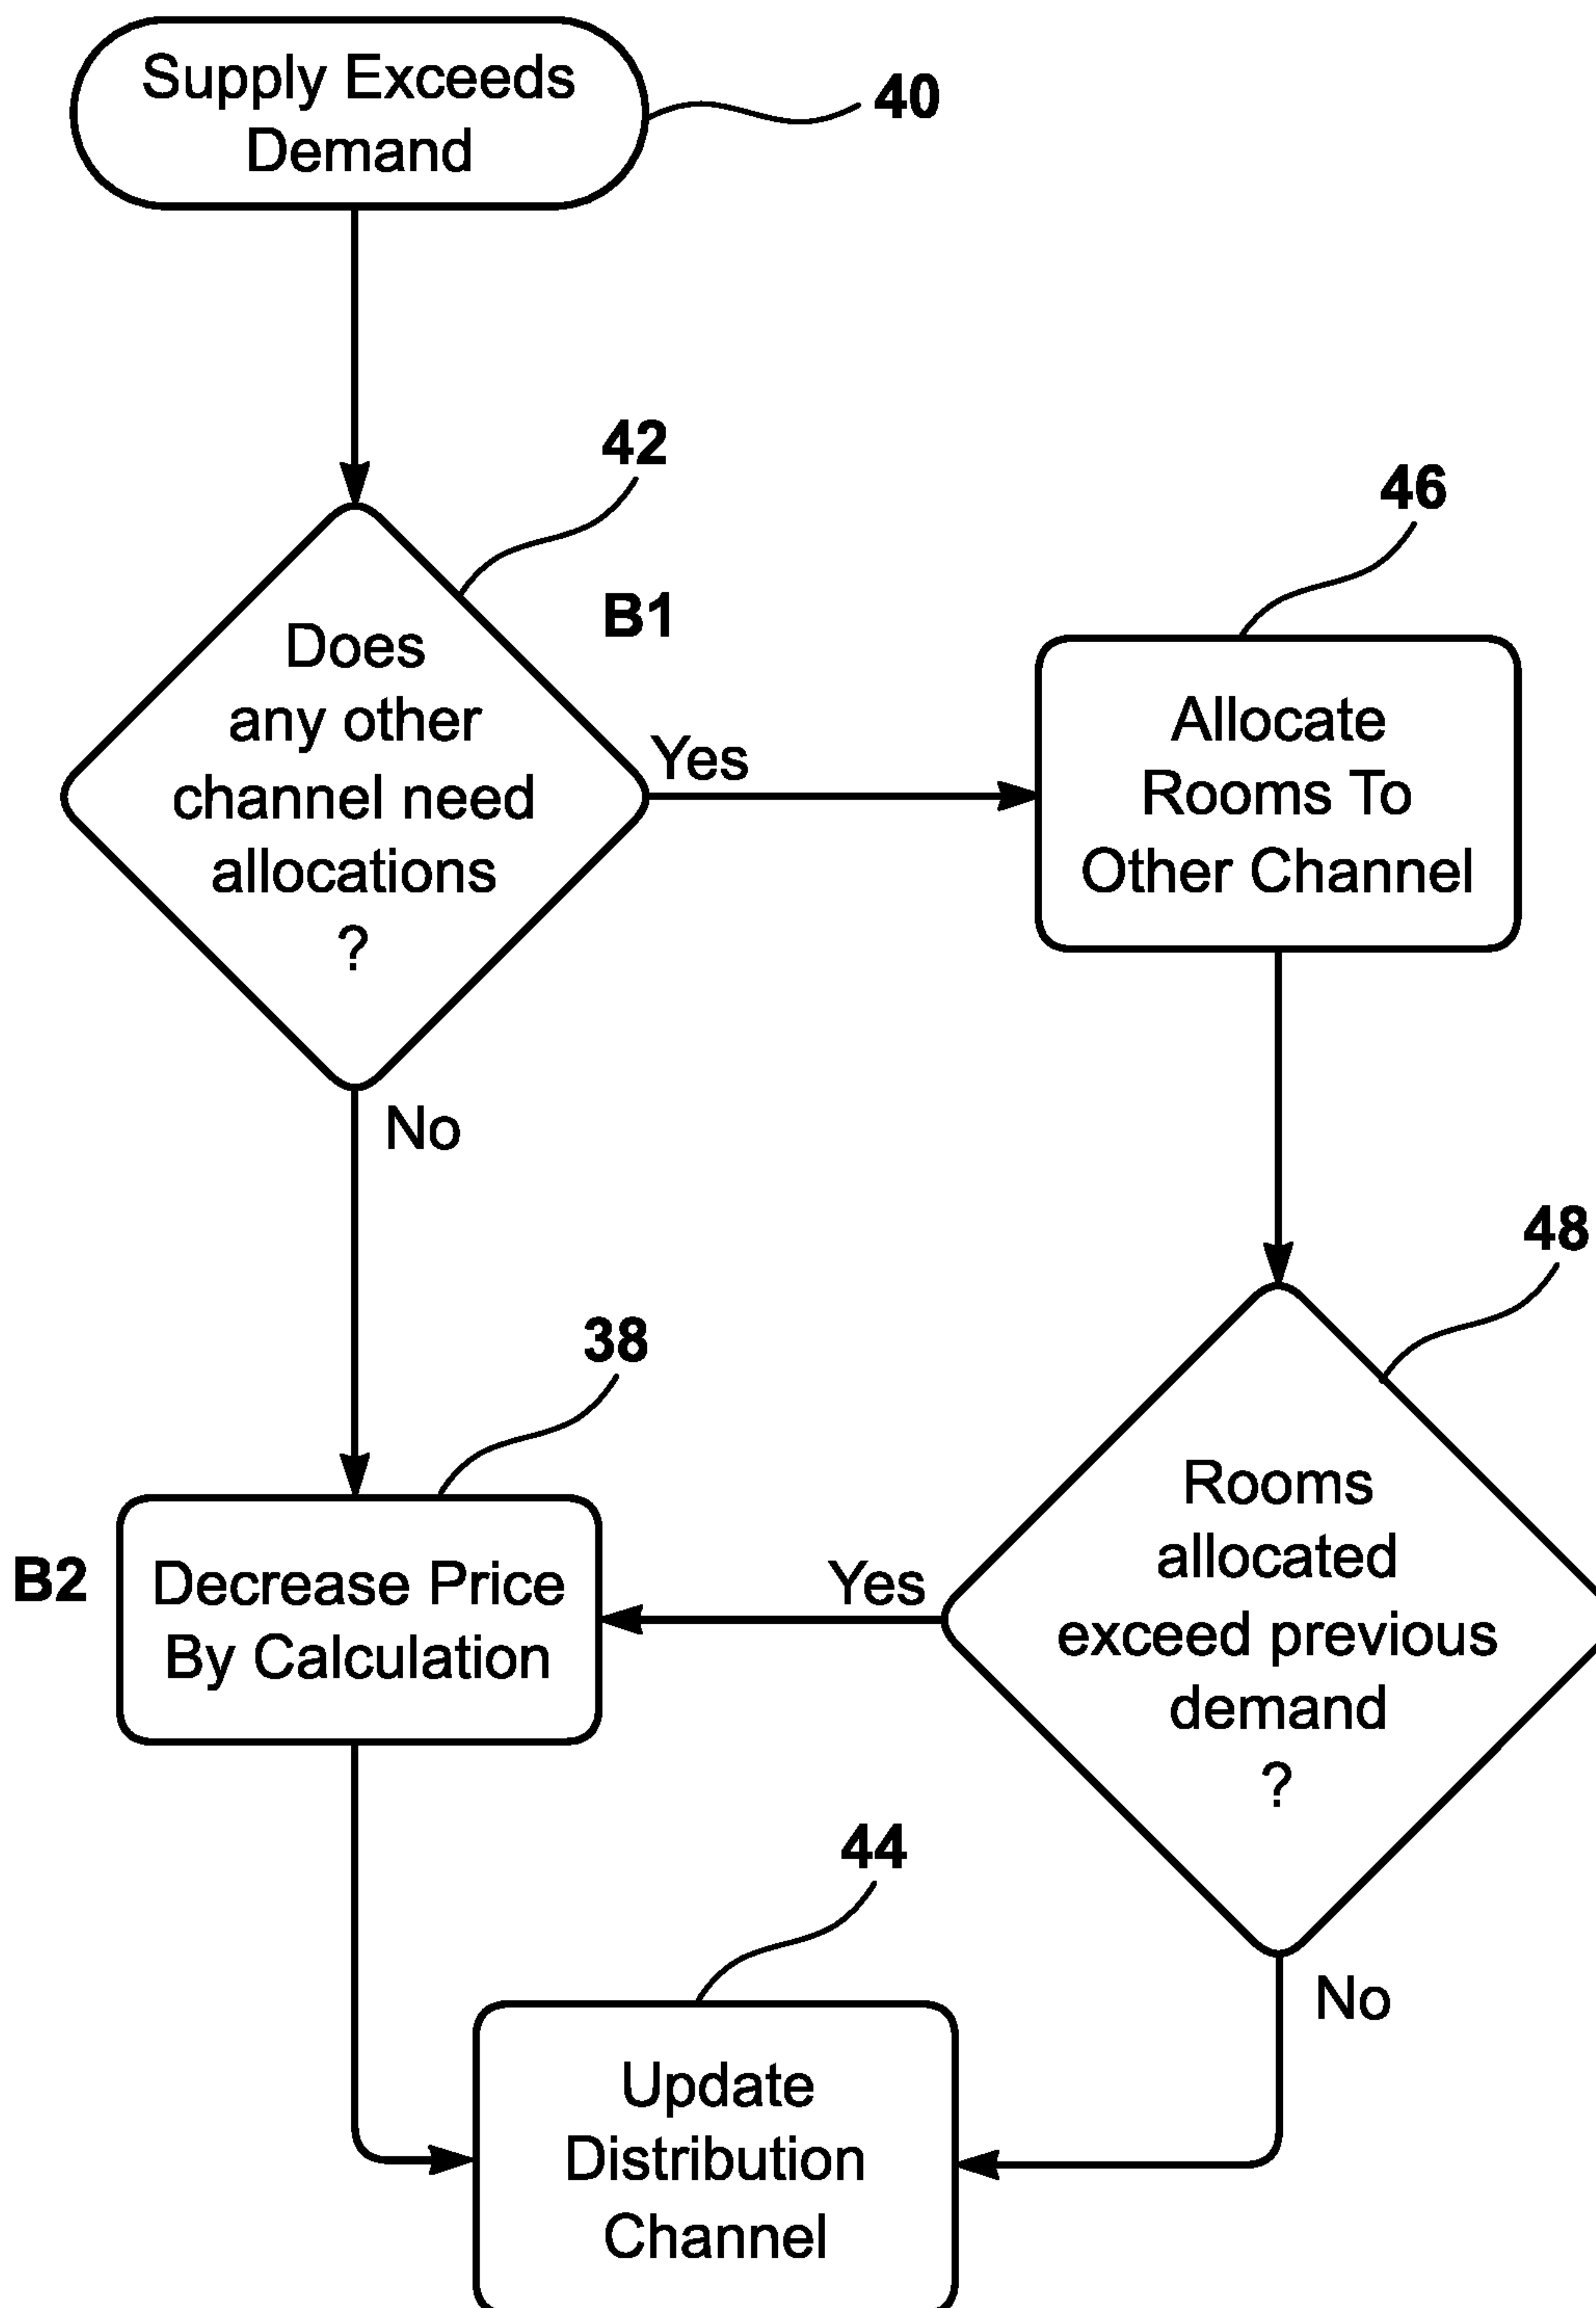 Supply Exceeds
Demand
40
42
B1
Does
any other
channel need
allocations
?
Yes
46
Allocate
Rooms To
Other Channel
No
48
38
B2
Decrease Price
By Calculation
Yes
Rooms
allocated
exceed previous
demand
?
44
No
Update
Distribution
Channel